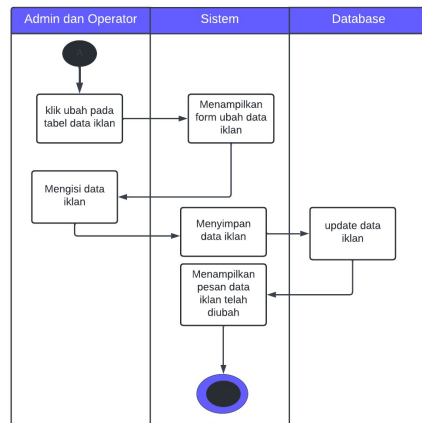 Admin dan Operator
Sistem
Database
A
klik ubah pada
tabel data iklan
Menampilkan
form ubah data
iklan
Mengisi data
iklan
Menyimpan
data iklan
update data
iklan
Menampilkan
pesan data
iklan telah
diubah